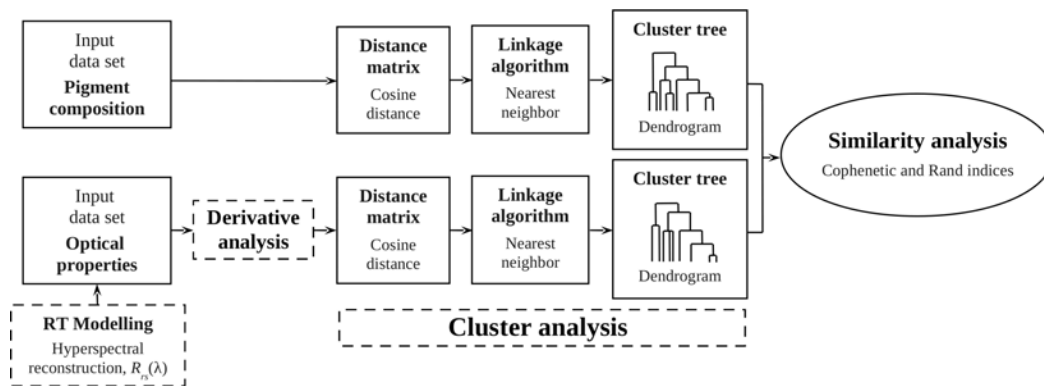 Input
data set
Pigment
composition
Distance
matrix
Cosine
distance
Linkage
algorithm
Nearest
neighbor
Cluster tree
Dendrogram
Similarity analysis
Cophenetic and Rand indices
Input
data set
Optical
properties
Derivative
analysis
Distance
matrix
Cosine
distance
Linkage
algorithm
Nearest
neighbor
Cluster tree
Dendrogram
RT Modelling
Hyperspectral
reconstruction, Rrs(λ)
Cluster analysis